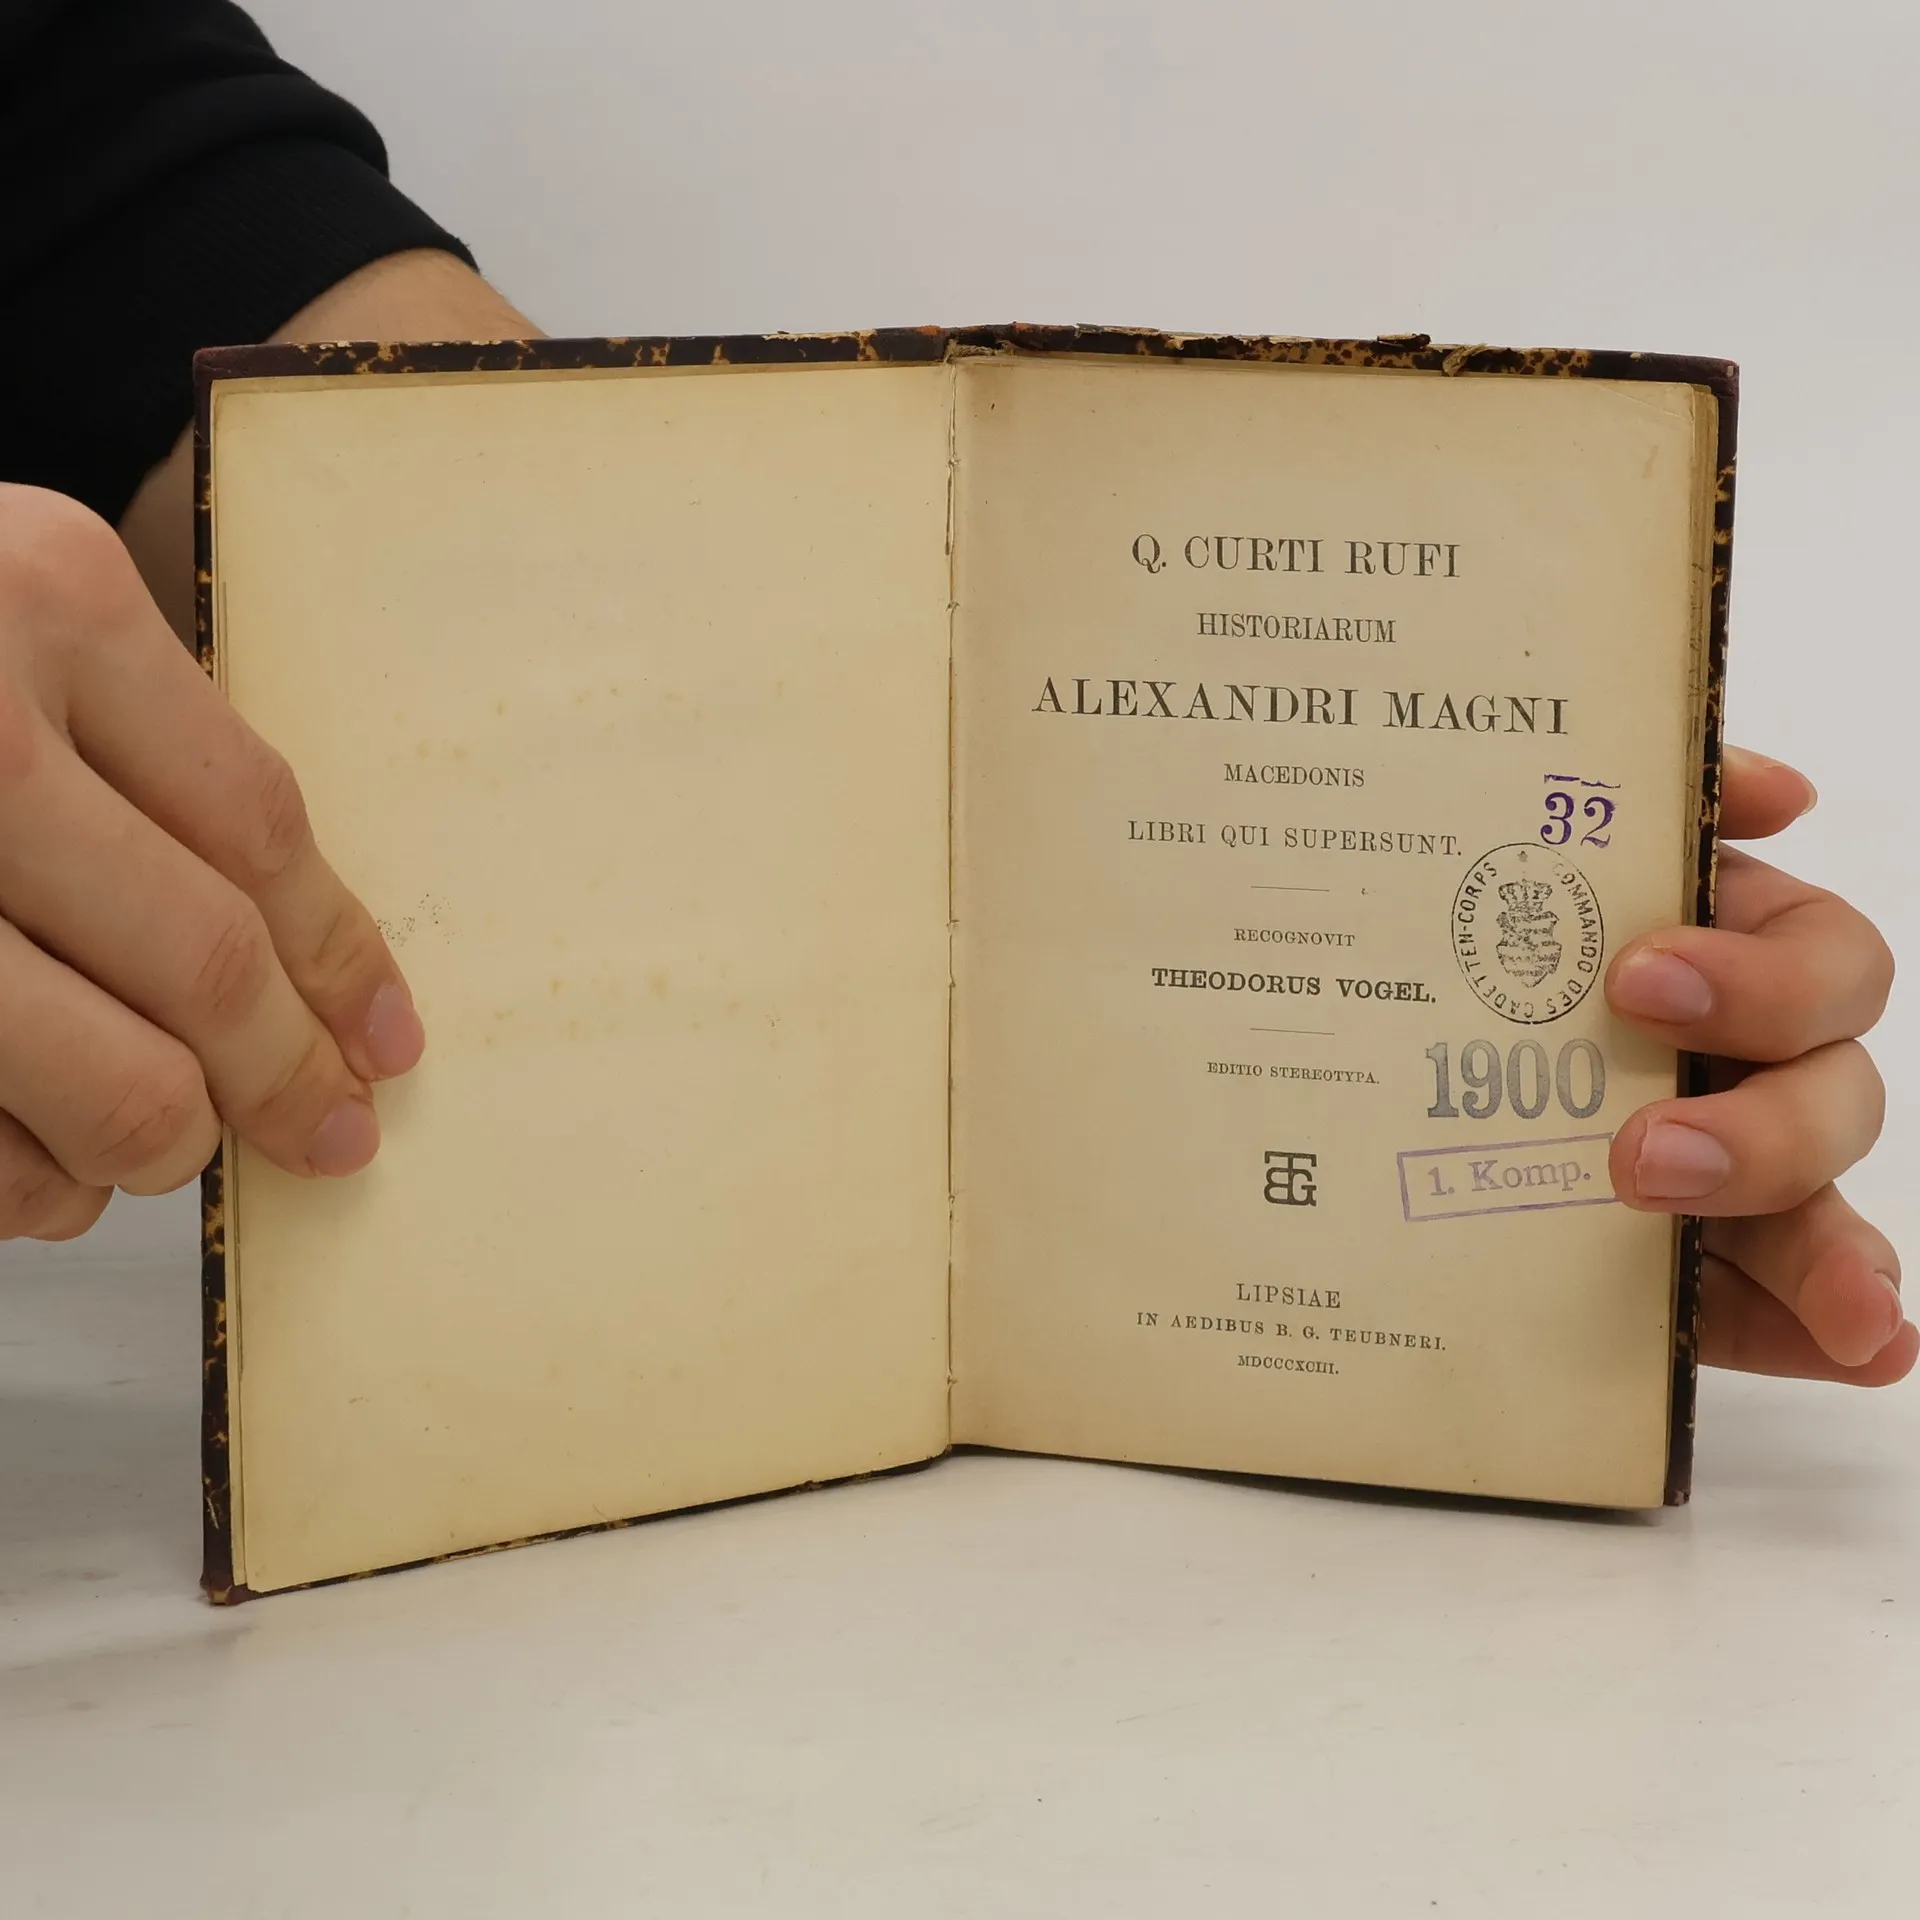 Q. CURTI RUFI
HISTORIARUM
ALEXANDRI MAGNI
MACEDONIS
LIBRI QUI SUPERSUNT.
32
COMMANDO DES CADETTEN-CORPS
RECOGNOVIT
THEODORUS VOGEL.
EDITIO STEREOTYPA.
1900
BTG
1. Komp.
LIPSIAE
IN AEDIBUS B. G. TEUBNERI.
MDCCCXCIII.